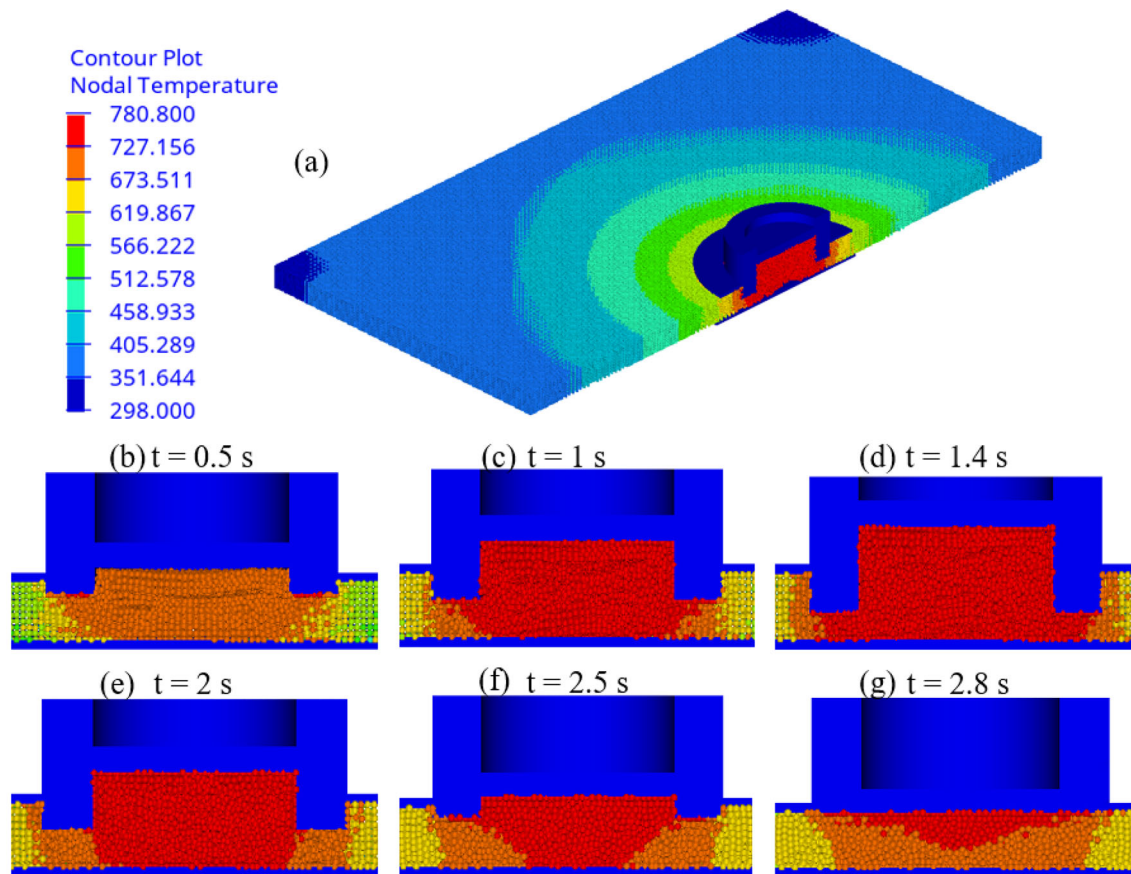 Contour Plot
Nodal Temperature
780.800
727.156
673.511
619.867
566.222
512.578
458.933
405.289
351.644
298.000
(a)
(b) t = 0.5 s
(c) t = 1 s
(d) t = 1.4 s
(e) t = 2 s
(f) t = 2.5 s
(g) t = 2.8 s